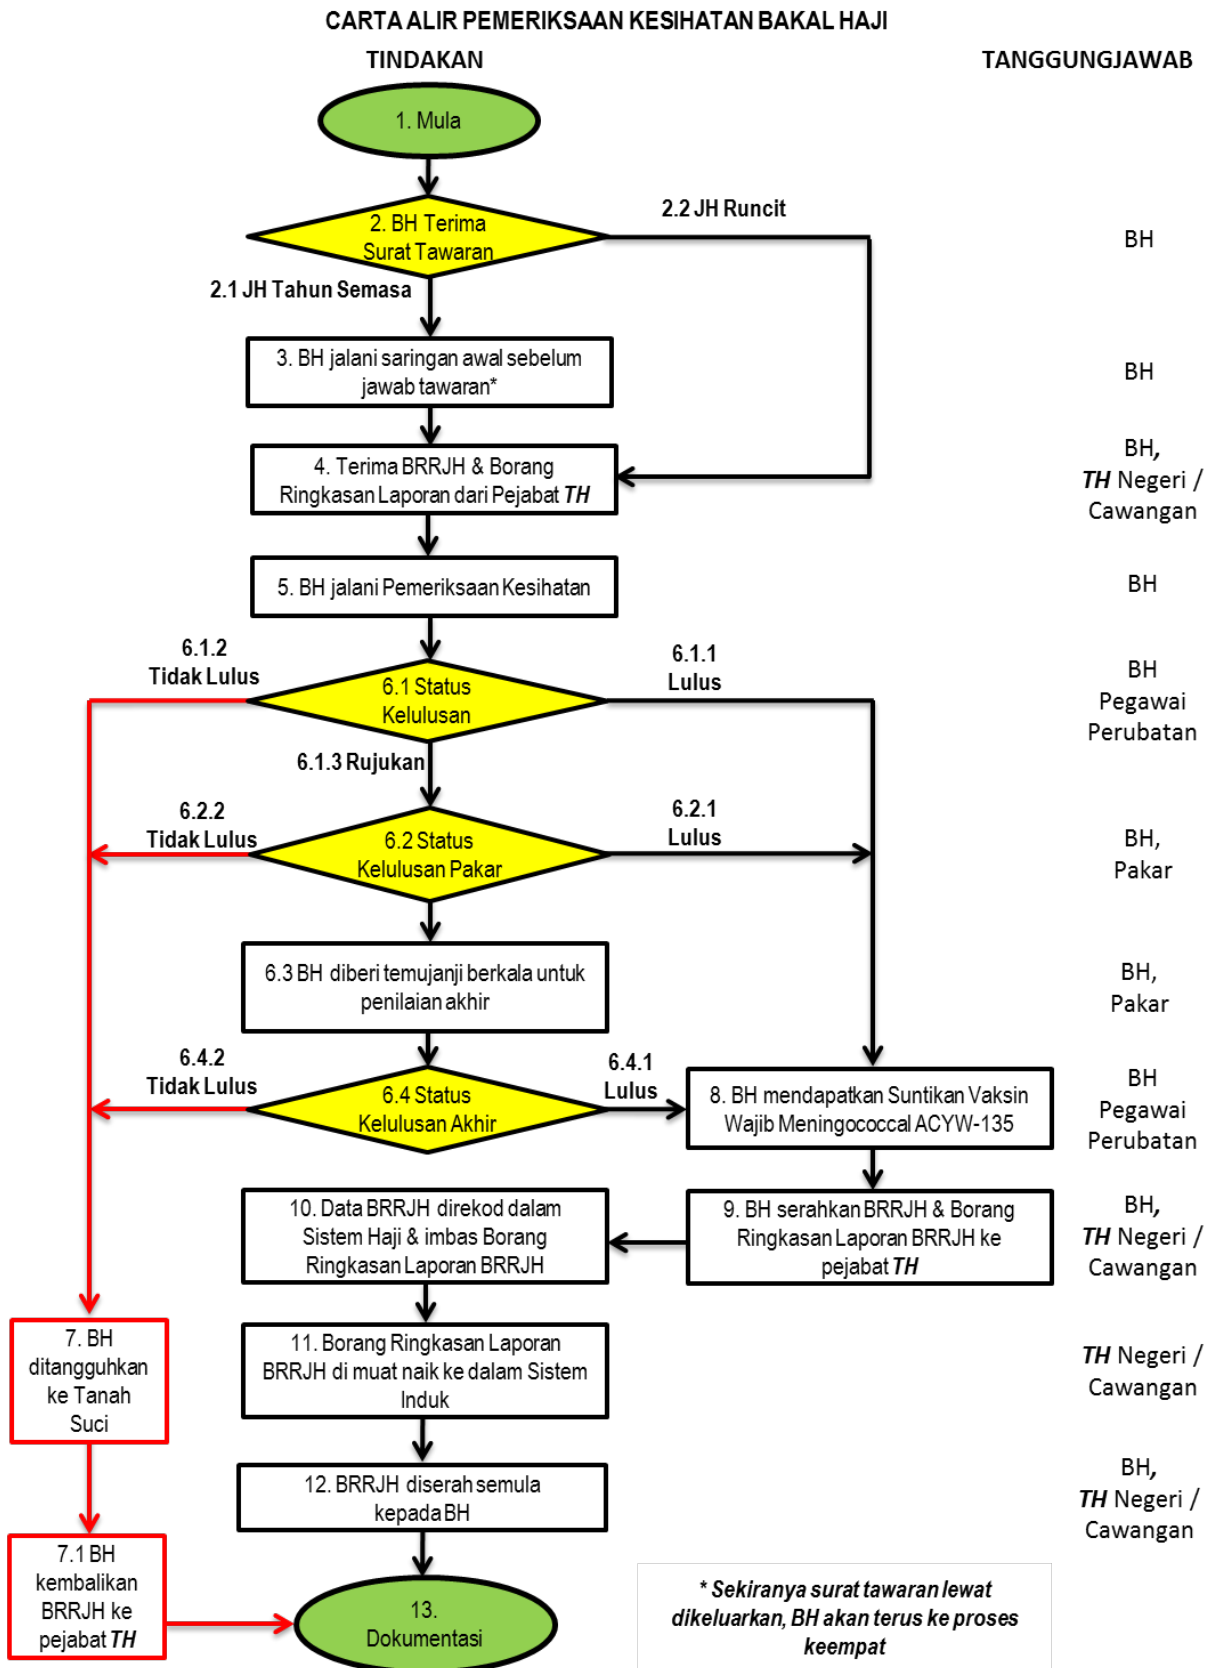 CARTA ALIR PEMERIKSAAN KESIHATAN BAKAL HAJI
TINDAKAN
TANGGUNGJAWAB
1. Mula
2. BH Terima
Surat Tawaran
2.2 JH Runcit
BH
2.1 JH Tahun Semasa
3. BH jalani saringan awal sebelum
jawab tawaran*
BH
4. Terima BRRJH & Borang
Ringkasan Laporan dari Pejabat TH
BH,
TH Negeri /
Cawangan
5. BH jalani Pemeriksaan Kesihatan
BH
6.1.2
Tidak Lulus
6.1 Status
Kelulusan
6.1.1
Lulus
BH
Pegawai
Perubatan
6.1.3 Rujukan
6.2.2
Tidak Lulus
6.2 Status
Kelulusan Pakar
6.2.1
Lulus
BH,
Pakar
6.3 BH diberi temujanji berkala untuk
penilaian akhir
BH,
Pakar
6.4.2
Tidak Lulus
6.4 Status
Kelulusan Akhir
6.4.1
Lulus
8. BH mendapatkan Suntikan Vaksin
Wajib Meningococcal ACYW-135
BH
Pegawai
Perubatan
10. Data BRRJH direkod dalam
Sistem Haji & imbas Borang
Ringkasan Laporan BRRJH
9. BH serahkan BRRJH & Borang
Ringkasan Laporan BRRJH ke
pejabat TH
BH,
TH Negeri /
Cawangan
7. BH
ditangguhkan
ke Tanah
Suci
11. Borang Ringkasan Laporan
BRRJH di muat naik ke dalam Sistem
Induk
TH Negeri /
Cawangan
12. BRRJH diserah semula
kepada BH
BH,
TH Negeri /
Cawangan
7.1 BH
kembalikan
BRRJH ke
pejabat TH
13.
Dokumentasi
* Sekiranya surat tawaran lewat
dikeluarkan, BH akan terus ke proses
keempat